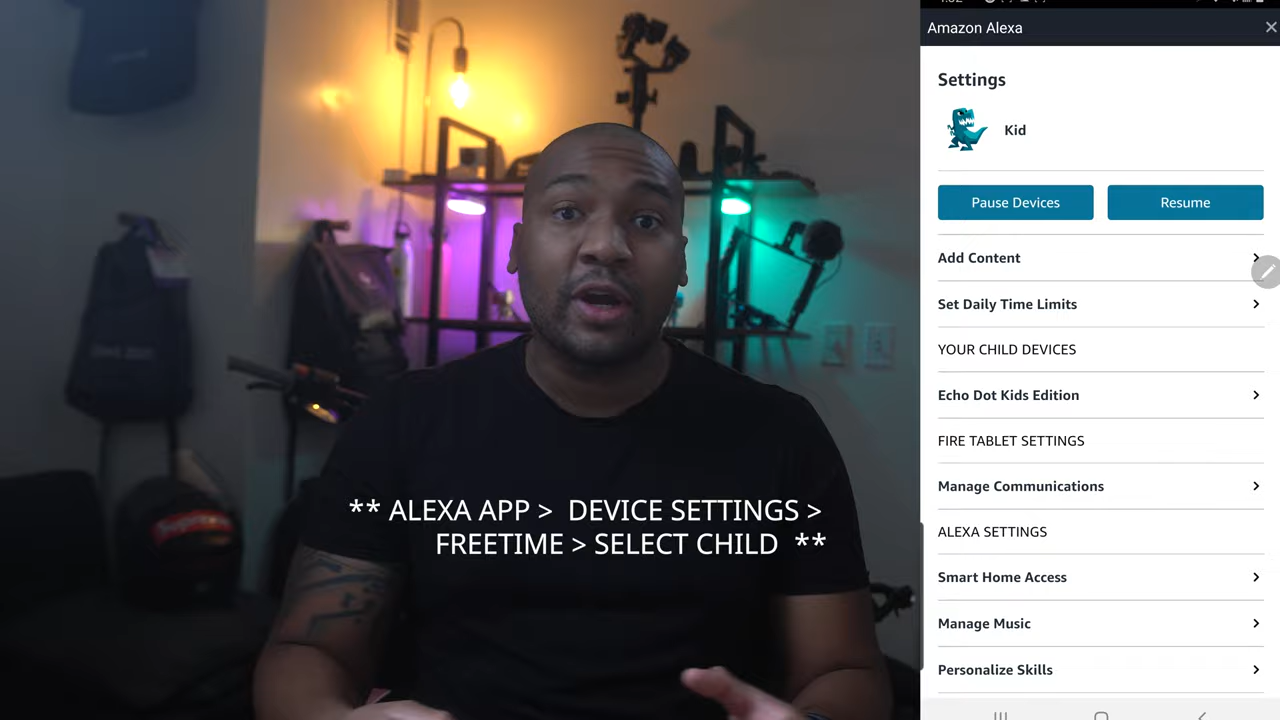 Amazon Alexa
Settings
Kid
Pause Devices
Resume
Add Content
Set Daily Time Limits
YOUR CHILD DEVICES
Echo Dot Kids Edition
FIRE TABLET SETTINGS
Manage Communications
ALEXA SETTINGS
Smart Home Access
Manage Music
Personalize Skills
** ALEXA APP > DEVICE SETTINGS >
FREETIME > SELECT CHILD **
Supreme